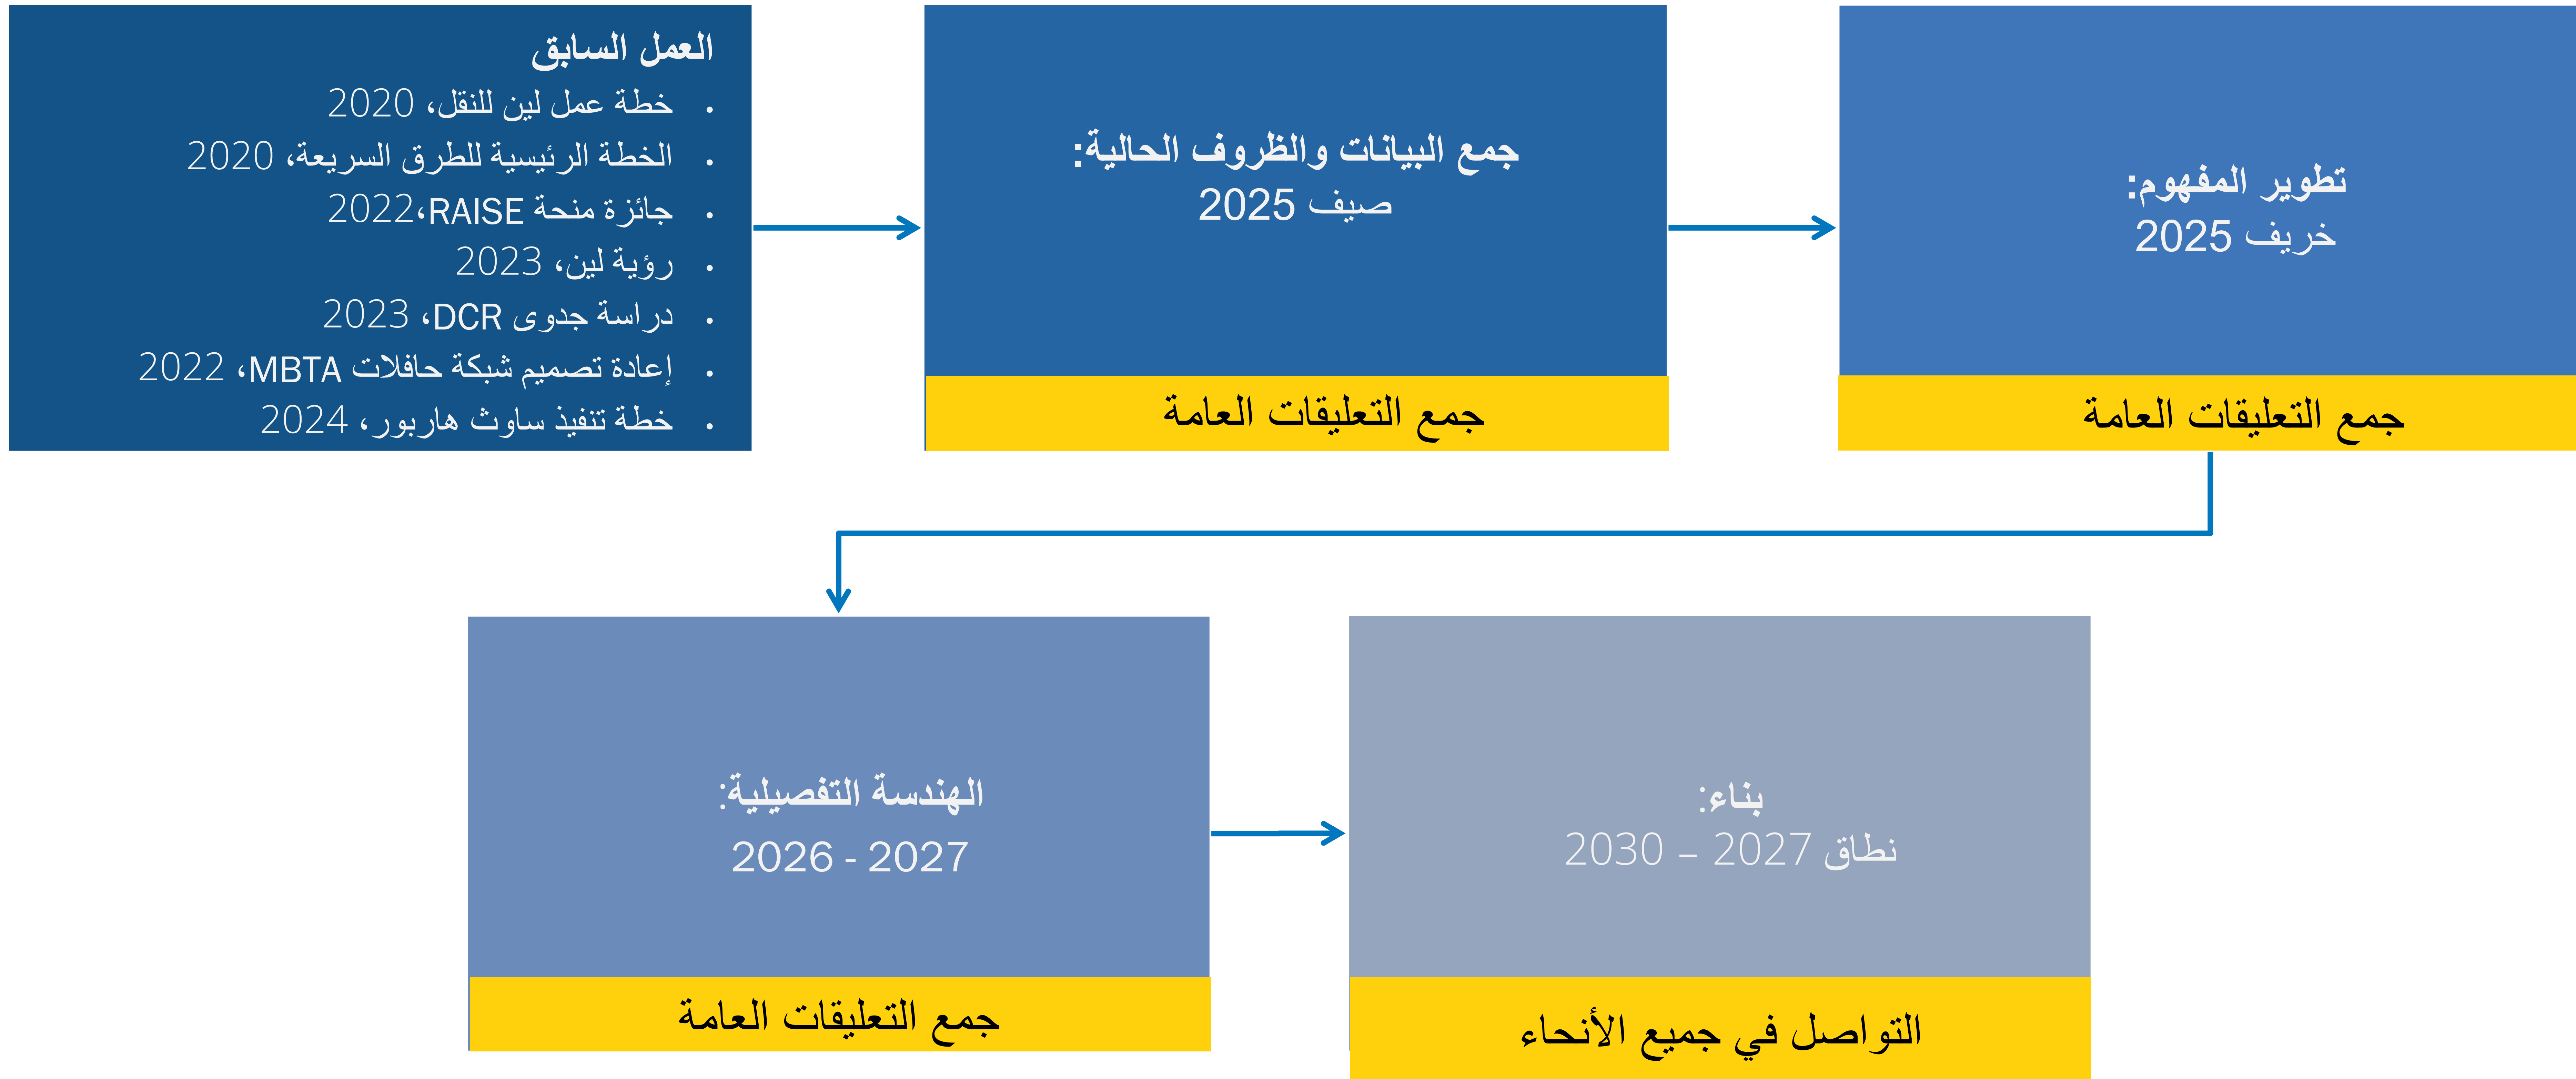 العمل السابق
• خطة عمل لين للنقل، 2020
• الخطة الرئيسية للطرق السريعة، 2020
• جائزة منحة RAISE،2022
• رؤية لين، 2023
• دراسة جدوى DCR، 2023
• إعادة تصميم شبكة حافلات MBTA، 2022
• خطة تنفيذ ساوث هاربور، 2024
جمع البيانات والظروف الحالية:
صيف 2025
جمع التعليقات العامة
تطوير المفهوم:
خريف 2025
جمع التعليقات العامة
الهندسة التفصيلية:
2026 - 2027
جمع التعليقات العامة
بناء:
نطاق 2027 – 2030
التواصل في جميع الأنحاء